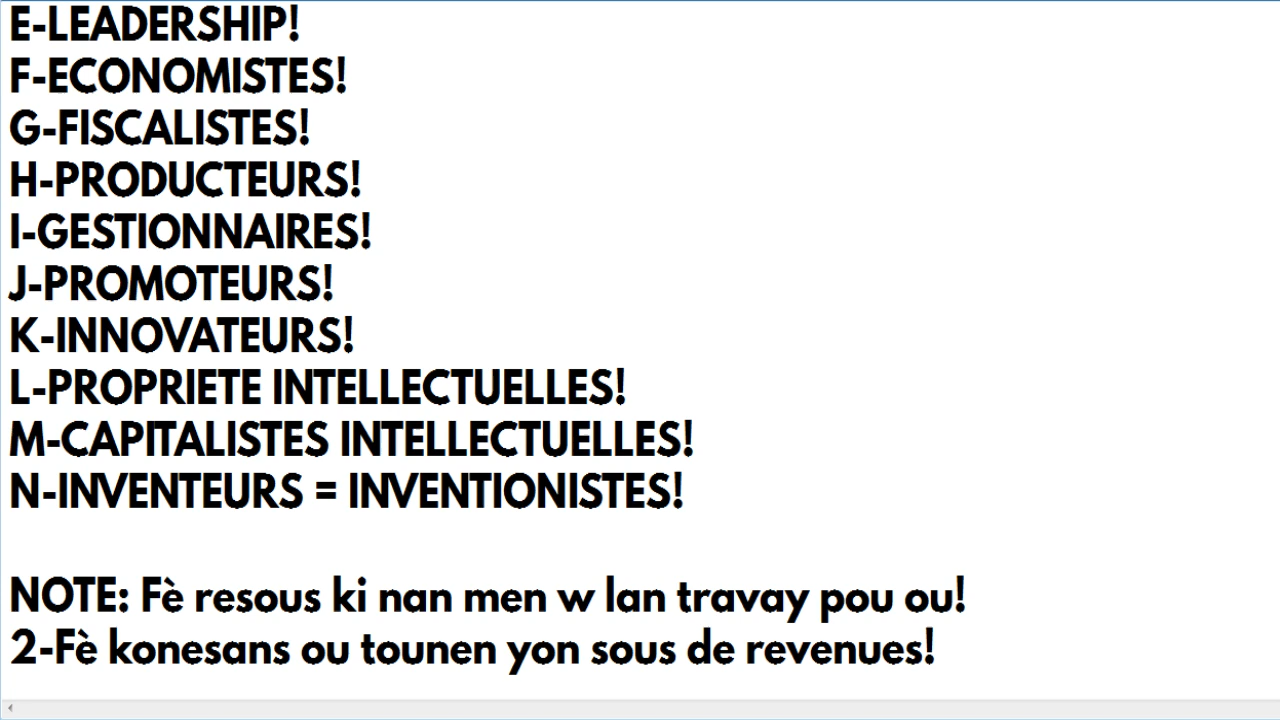 E-LEADERSHIP!
F-ECONOMISTES!
G-FISCALISTES!
H-PRODUCTEURS!
I-GESTIONNAIRES!
J-PROMOTEURS!
K-INNOVATEURS!
L-PROPRIETE INTELLECTUELLES!
M-CAPITALISTES INTELLECTUELLES!
N-INVENTEURS = INVENTIONISTES!
NOTE: Fè resous ki nan men w lan travay pou ou!
2-Fè konesans ou tounen yon sous de revenues!